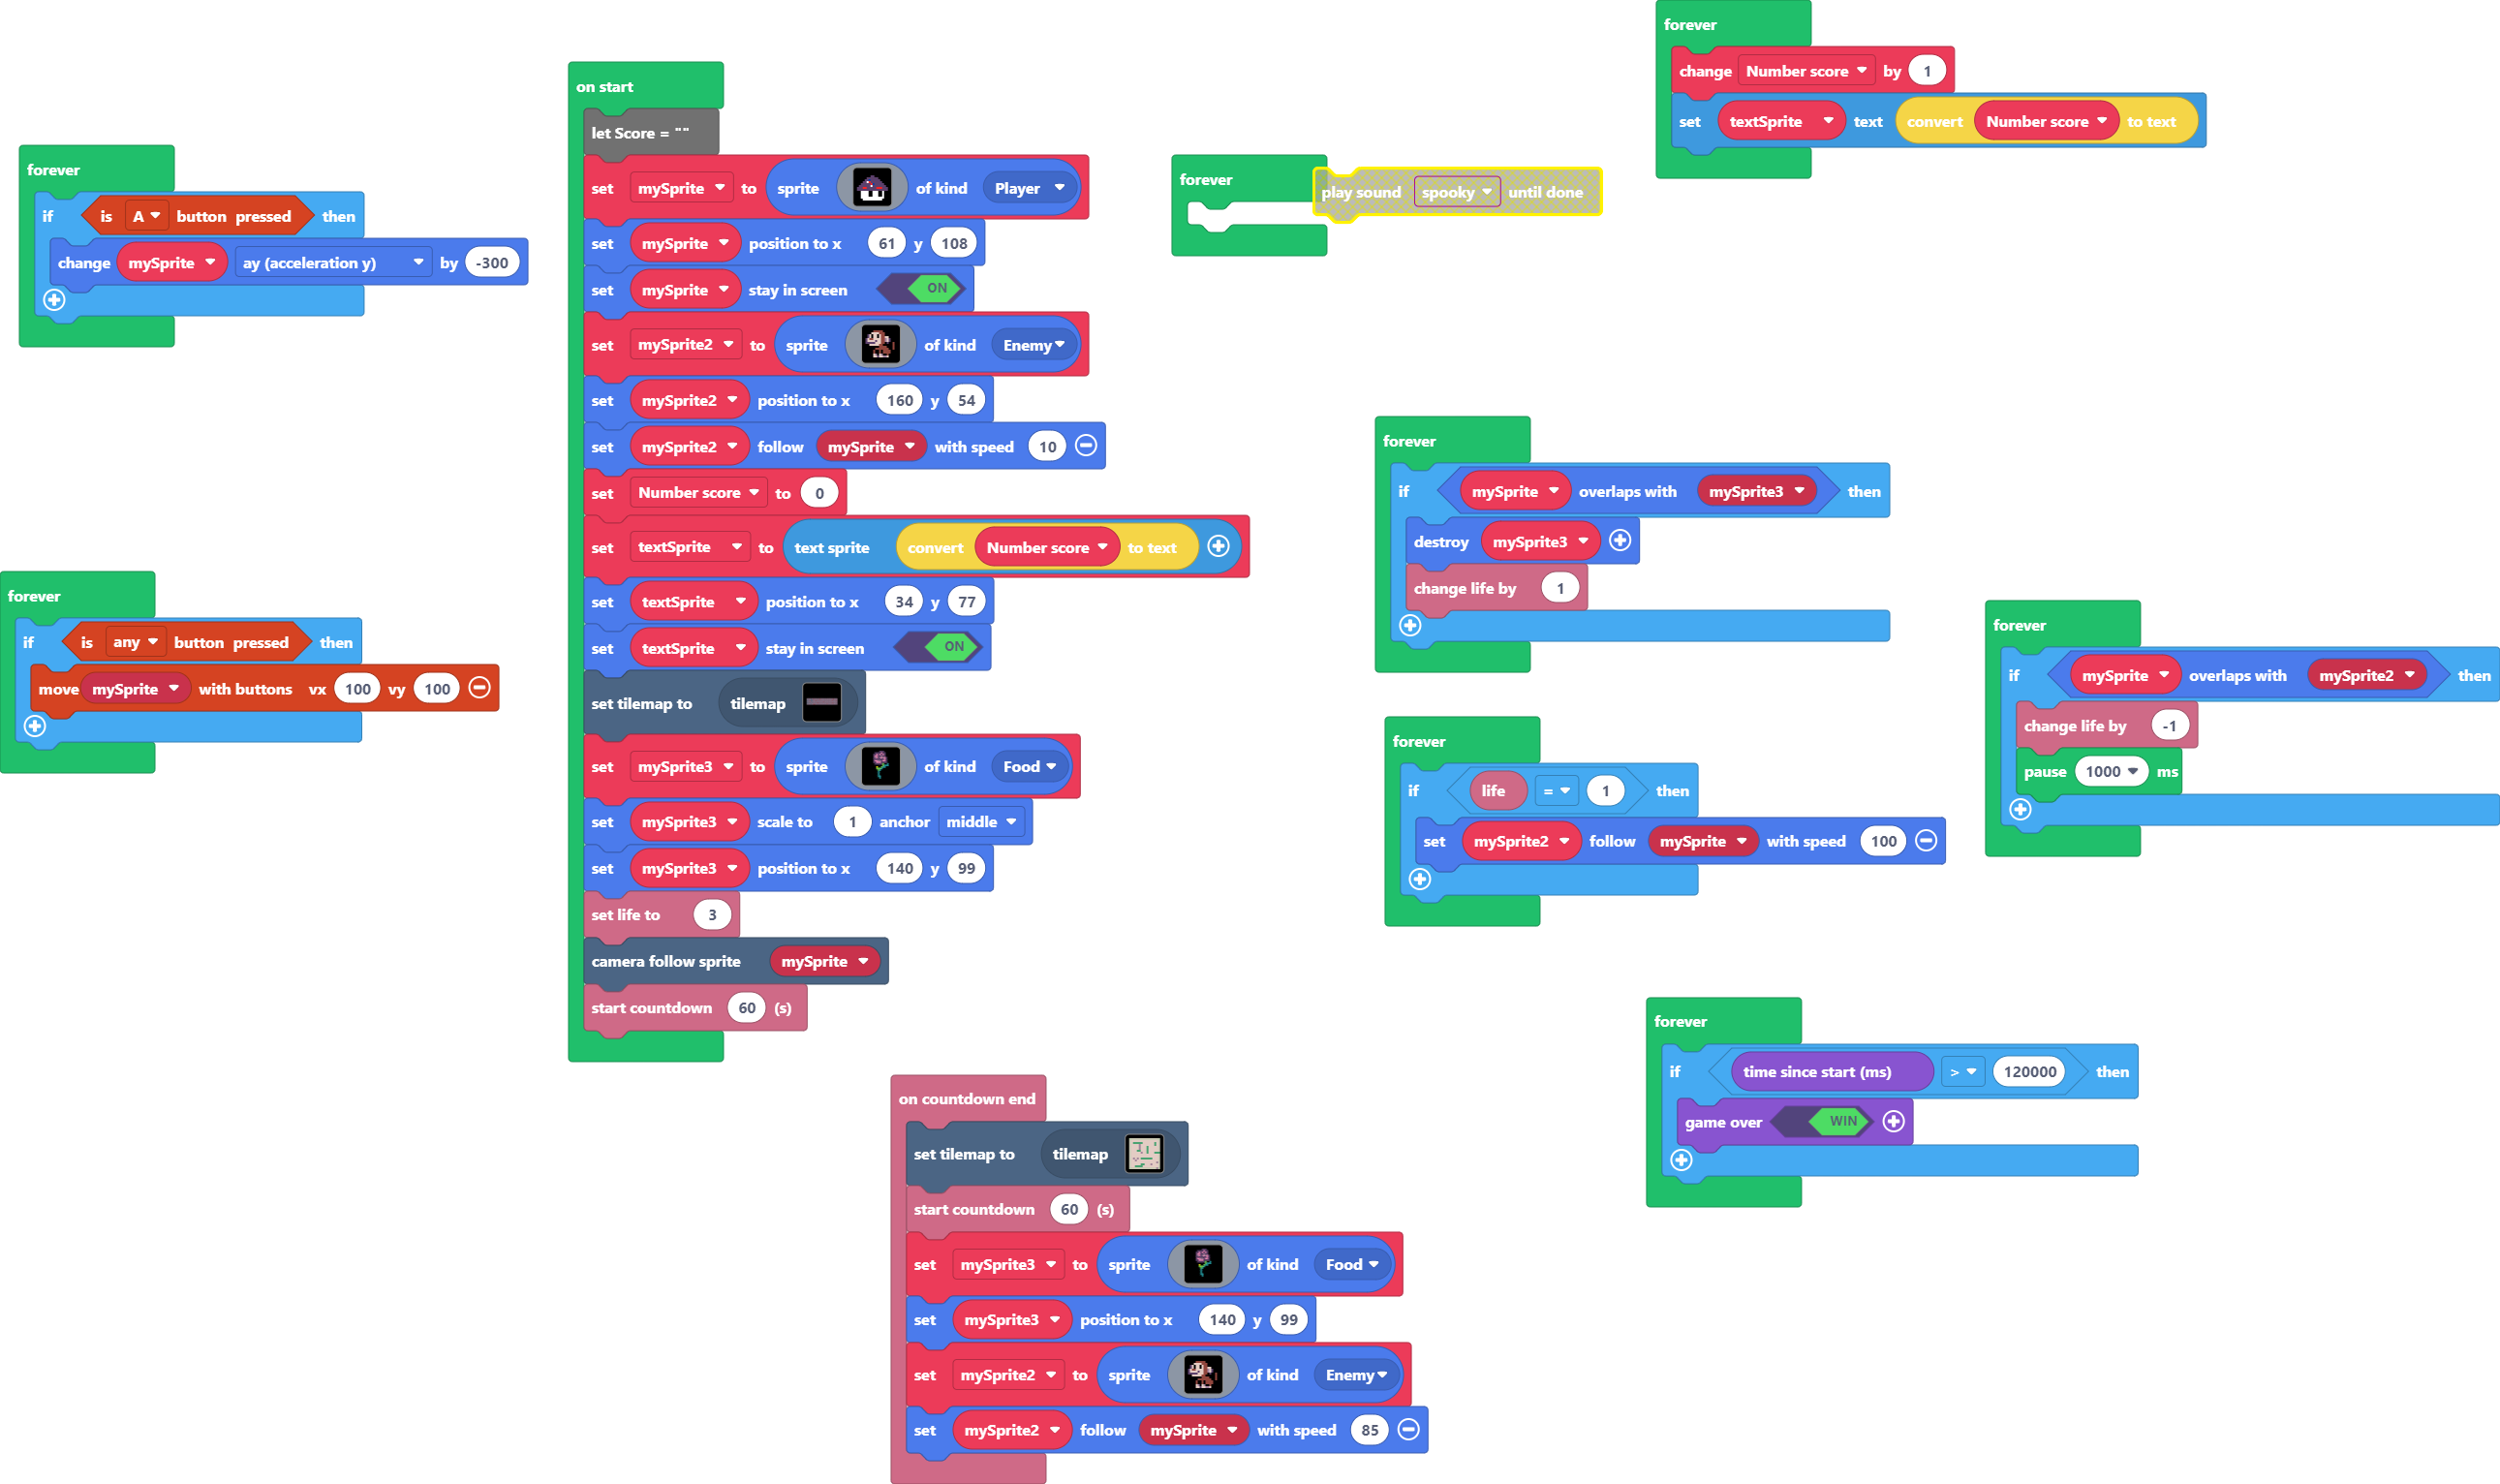 forever
if is A button pressed then
change mySprite ay (acceleration y) by -300
forever
if is any button pressed then
move mySprite with buttons vx 100 vy 100
on start
let Score = ""
set mySprite to sprite of kind Player
set mySprite position to x 61 y 108
set mySprite stay in screen ON
set mySprite2 to sprite of kind Enemy
set mySprite2 position to x 160 y 54
set mySprite2 follow mySprite with speed 10
set Number score to 0
set textSprite to text sprite convert Number score to text
set textSprite position to x 34 y 77
set textSprite stay in screen ON
set tilemap to tilemap
set mySprite3 to sprite of kind Food
set mySprite3 scale to 1 anchor middle
set mySprite3 position to x 140 y 99
set life to 3
camera follow sprite mySprite
start countdown 60 (s)
on countdown end
set tilemap to tilemap
start countdown 60 (s)
set mySprite3 to sprite of kind Food
set mySprite3 position to x 140 y 99
set mySprite2 to sprite of kind Enemy
set mySprite2 follow mySprite with speed 85
forever
play sound spooky until done
forever
change Number score by 1
set textSprite text convert Number score to text
forever
if mySprite overlaps with mySprite3 then
destroy mySprite3
change life by 1
forever
if life = 1 then
set mySprite2 follow mySprite with speed 100
forever
if mySprite overlaps with mySprite2 then
change life by -1
pause 1000 ms
forever
if time since start (ms) > 120000 then
game over WIN